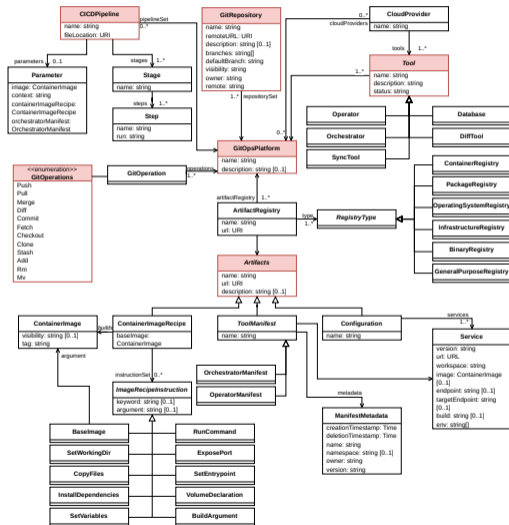 CICDPipeline
name: string
fileLocation: URI
pipelineSet
0..*
GitRepository
name: string
remoteURL: URI
description: string [0..1]
branches: string[]
defaultBranch: string
visibility: string
owner: string
remote: string
1..*
repositorySet
CloudProvider
name: string
0..*
cloudProviders
tools
1..*
1..*
0..*
Tool
name: string
description: string
status: string
parameters
0..1
stages
1..*
Parameter
image: ContainerImage
context: string
containerImageRecipe:
ContainerImageRecipe
orchestratorManifest:
OrchestratorManifest
Stage
name: string
steps
1..*
Step
name: string
run: string
Operator
Database
Orchestrator
DiffTool
SyncTool
GitOpsPlatform
name: string
description: string [0..1]
<<enumeration>>
GitOperations
Push
Pull
Merge
Diff
Commit
Fetch
Checkout
Clone
Stash
Add
Rm
Mv
GitOperation
operations
1..*
artifactRegistry
1..*
ArtifactRegistry
name: string
url: URI
type
1..*
RegistryType
ContainerRegistry
PackageRegistry
OperatingSystemRegistry
InfrastructureRegistry
BinaryRegistry
GeneralPurposeRegistry
Artifacts
name: string
url: URI
description: string [0..1]
ContainerImage
visibility: string [0..1]
tag: string
builds
ContainerImageRecipe
baseImage:
ContainerImage
ToolManifest
name: string
Configuration
name: string
services
1..*
Service
version: string
url: URL
workspace: string
image: ContainerImage
[0..1]
endpoint: string [0..1]
targetEndpoint: string
[0..1]
build: string [0..1]
env: string[]
argument
instructionSet
0..*
ImageRecipeInstruction
keyword: string [0..1]
argument: string [0..1]
OrchestratorManifest
OperatorManifest
metadata
ManifestMetadata
creationTimestamp: Time
deletionTimestamp: Time
name: string
namespace: string [0..1]
owner: string
version: string
BaseImage
RunCommand
SetWorkingDir
ExposePort
CopyFiles
SetEntrypoint
InstallDependencies
VolumeDeclaration
SetVariables
BuildArgument